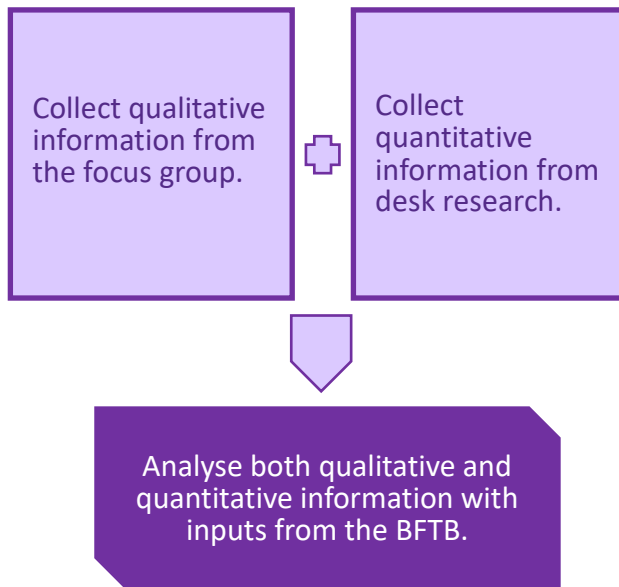 Collect qualitative
information from
the focus group.
Collect
quantitative
information from
desk research.
Analyse both qualitative and
quantitative information with
inputs from the BFTB.